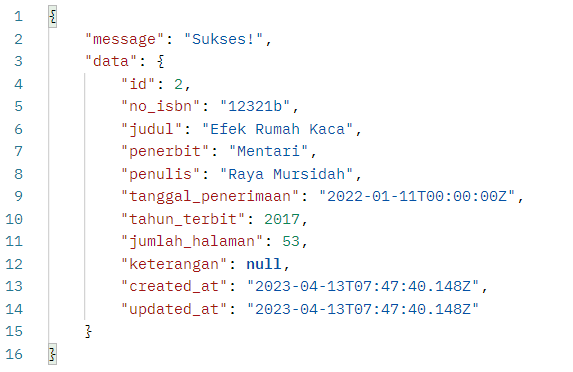 1 {
2 "message": "Sukses!",
3 "data": {
4 "id": 2,
5 "no_isbn": "12321b",
6 "judul": "Efek Rumah Kaca",
7 "penerbit": "Mentari",
8 "penulis": "Raya Mursidah",
9 "tanggal_penerimaan": "2022-01-11T00:00:00Z",
10 "tahun_terbit": 2017,
11 "jumlah_halaman": 53,
12 "keterangan": null,
13 "created_at": "2023-04-13T07:47:40.148Z",
14 "updated_at": "2023-04-13T07:47:40.148Z"
15 }
16 }